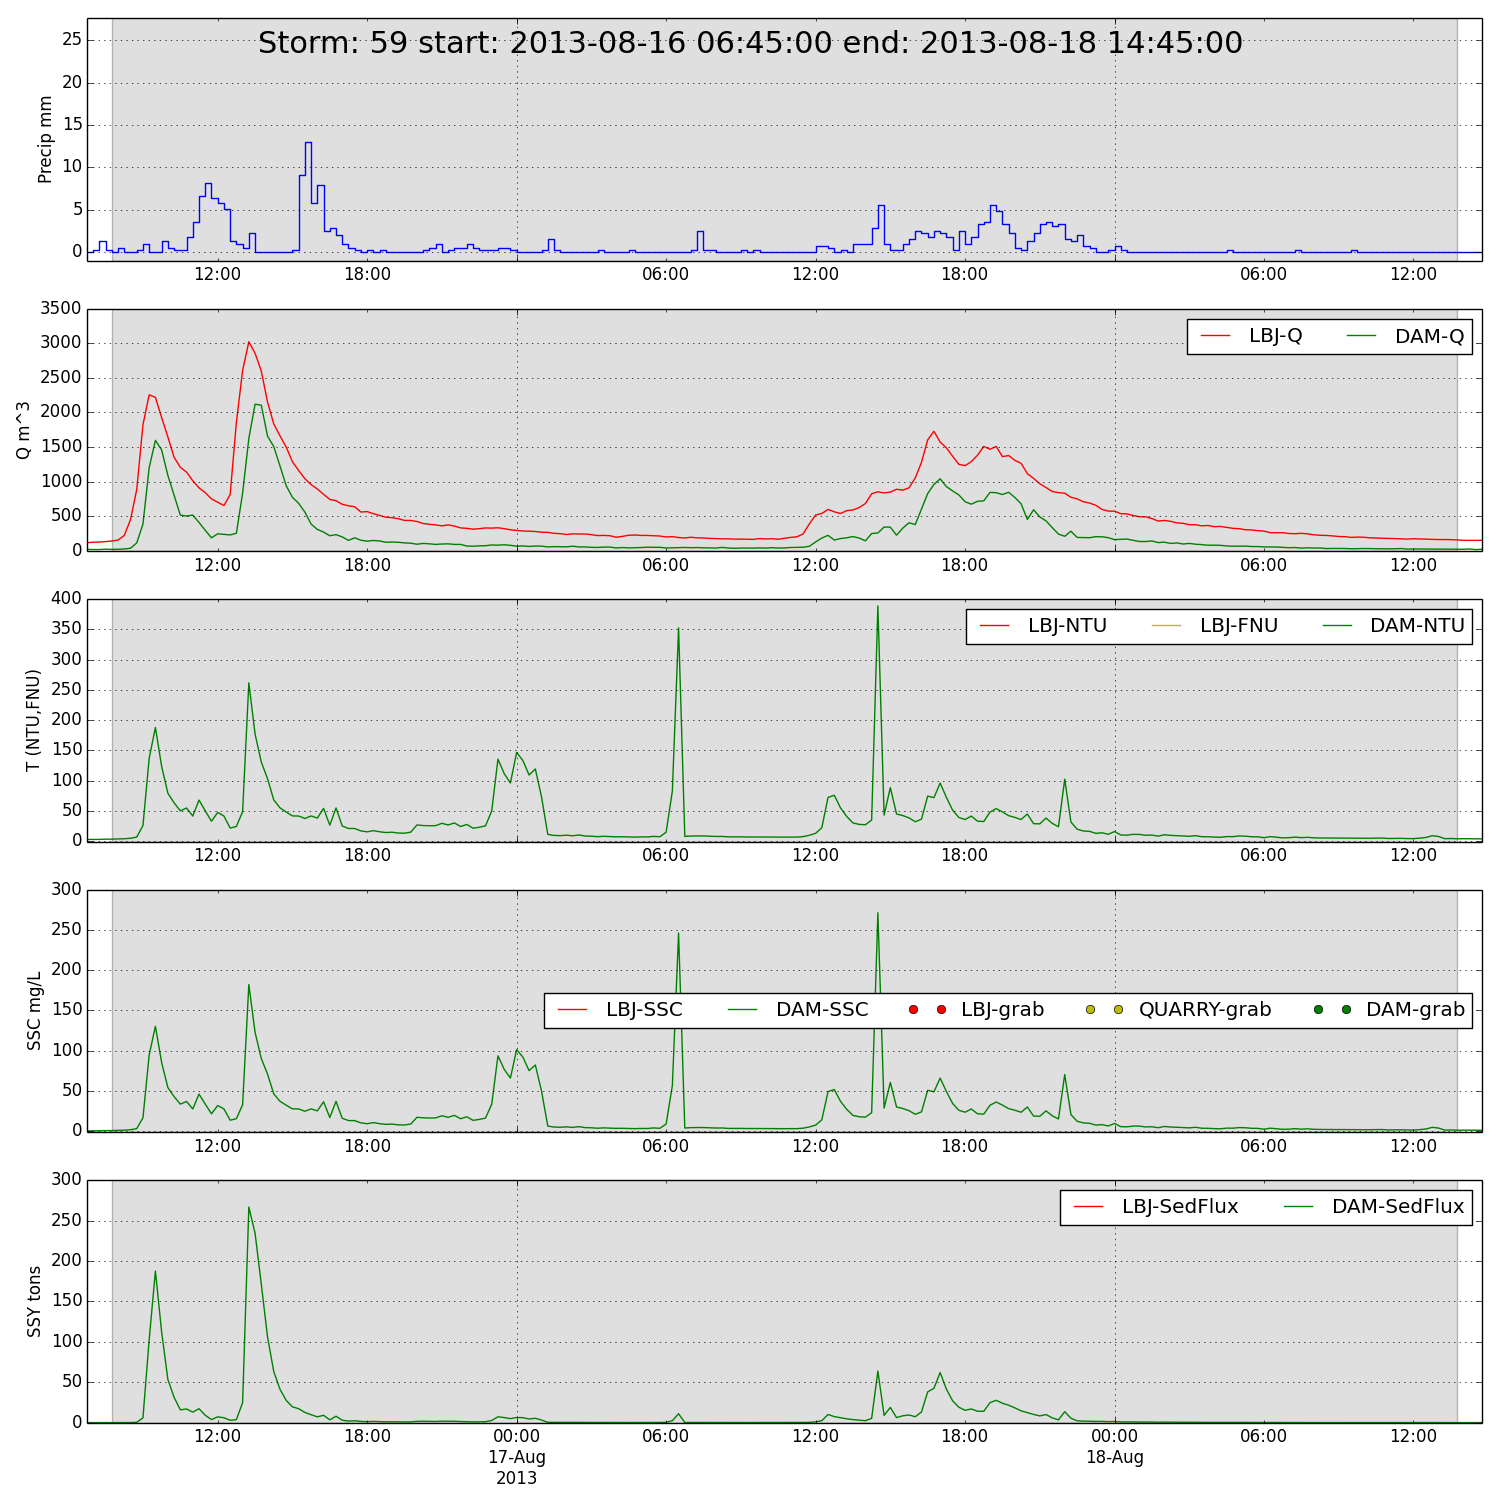 Storm: 59 start: 2013-08-16 06:45:00 end: 2013-08-18 14:45:00
Precip mm
25
20
15
10
5
0
12:00 18:00 06:00 12:00 18:00 06:00 12:00
Q m^3
3500
3000
2500
2000
1500
1000
500
0
LBJ-Q DAM-Q
12:00 18:00 06:00 12:00 18:00 06:00 12:00
T (NTU,FNU)
400
350
300
250
200
150
100
50
0
LBJ-NTU LBJ-FNU DAM-NTU
12:00 18:00 06:00 12:00 18:00 06:00 12:00
SSC mg/L
300
250
200
150
100
50
0
LBJ-SSC DAM-SSC LBJ-grab QUARRY-grab DAM-grab
12:00 18:00 06:00 12:00 18:00 06:00 12:00
SSY tons
300
250
200
150
100
50
0
LBJ-SedFlux DAM-SedFlux
12:00 18:00 00:00 06:00 12:00 18:00 00:00 06:00 12:00
17-Aug 18-Aug
2013